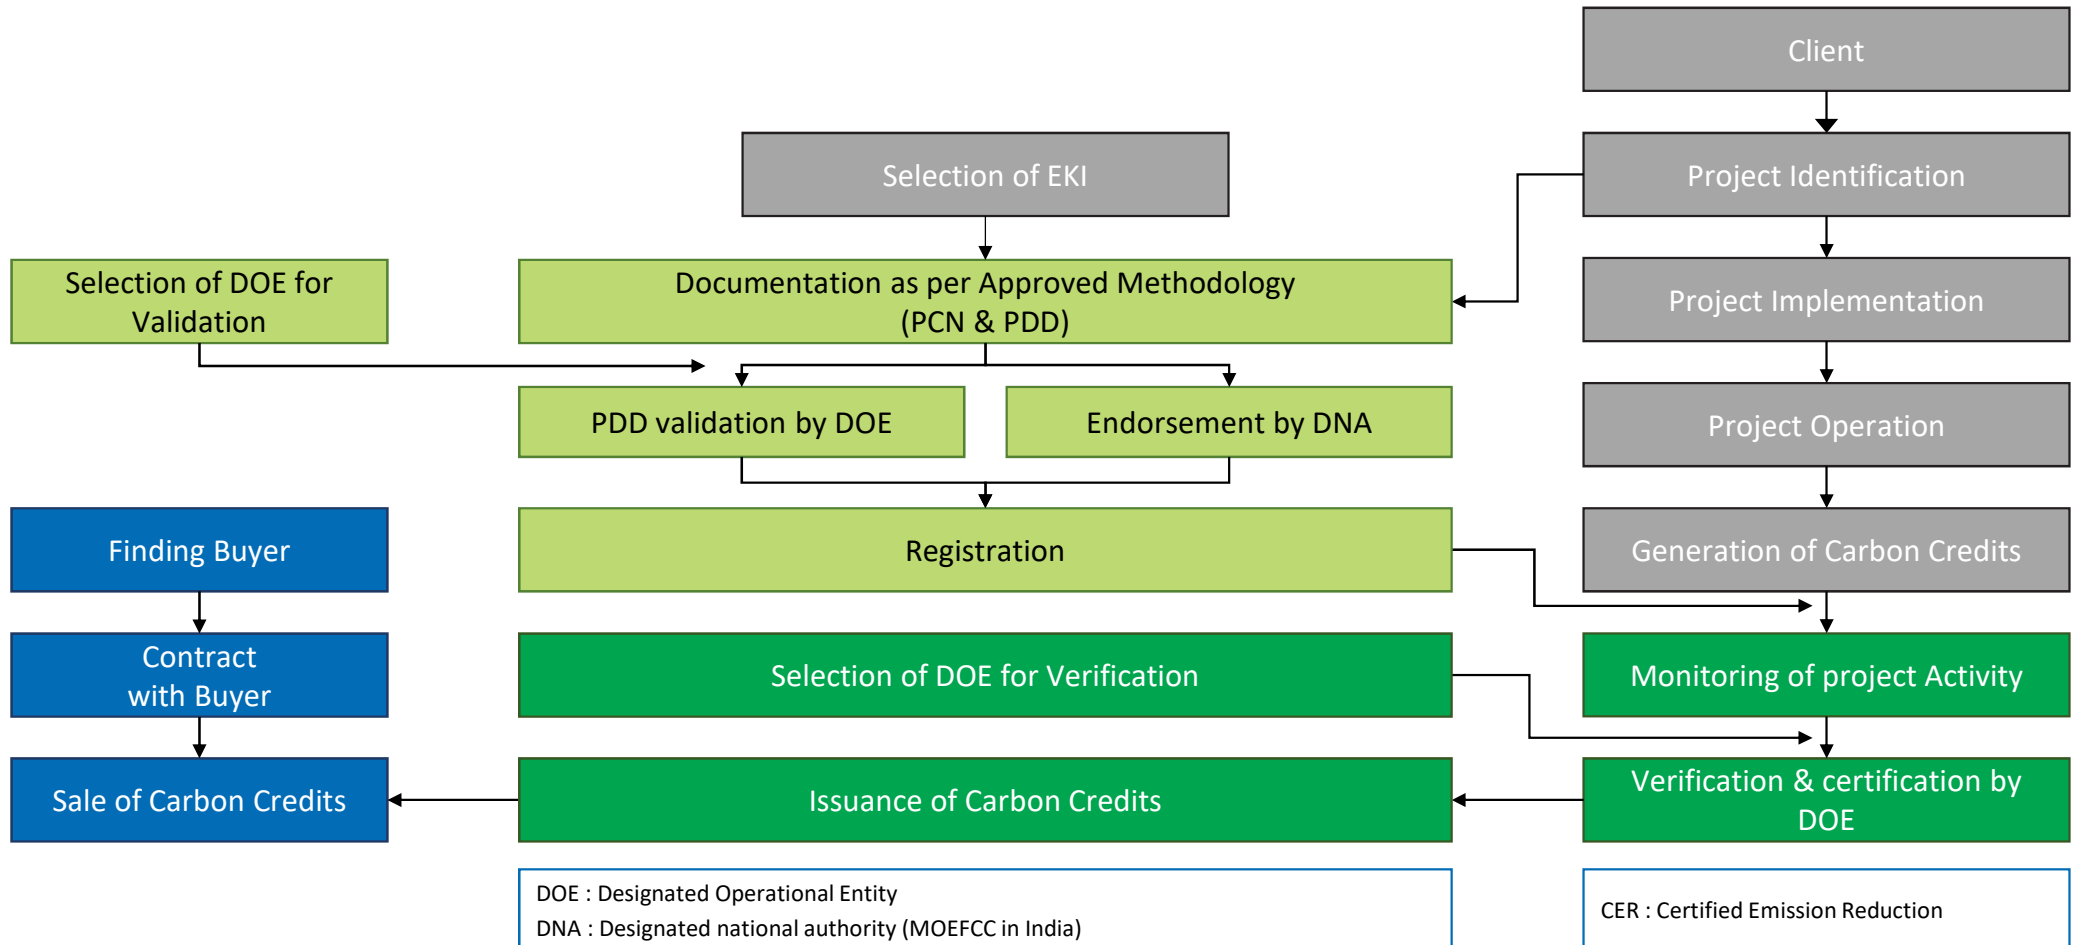 Client
Selection of EKI
Project Identification
Selection of DOE for
Validation
Documentation as per Approved Methodology
(PCN & PDD)
Project Implementation
PDD validation by DOE
Endorsement by DNA
Project Operation
Finding Buyer
Registration
Generation of Carbon Credits
Contract
with Buyer
Selection of DOE for Verification
Monitoring of project Activity
Sale of Carbon Credits
Issuance of Carbon Credits
Verification & certification by
DOE
DOE : Designated Operational Entity
DNA : Designated national authority (MOEFCC in India)
CER : Certified Emission Reduction